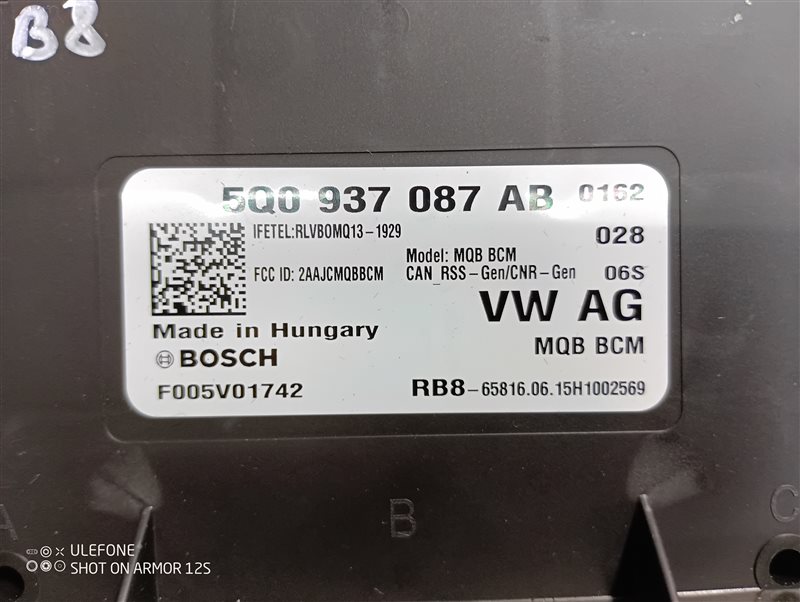 B8
5Q0 937 087 AB 0162
IFETEL:RLVBOMQ13-1929
028
Model: MQB BCM
FCC ID: 2AAJCMQBBCM CAN_RSS-Gen/CNR-Gen 06S
VW AG
Made in Hungary
MQB BCM
BOSCH
F005V01742
RB8-65816.06.15H1002569
A
B
C
ULEFONE
SHOT ON ARMOR 12S